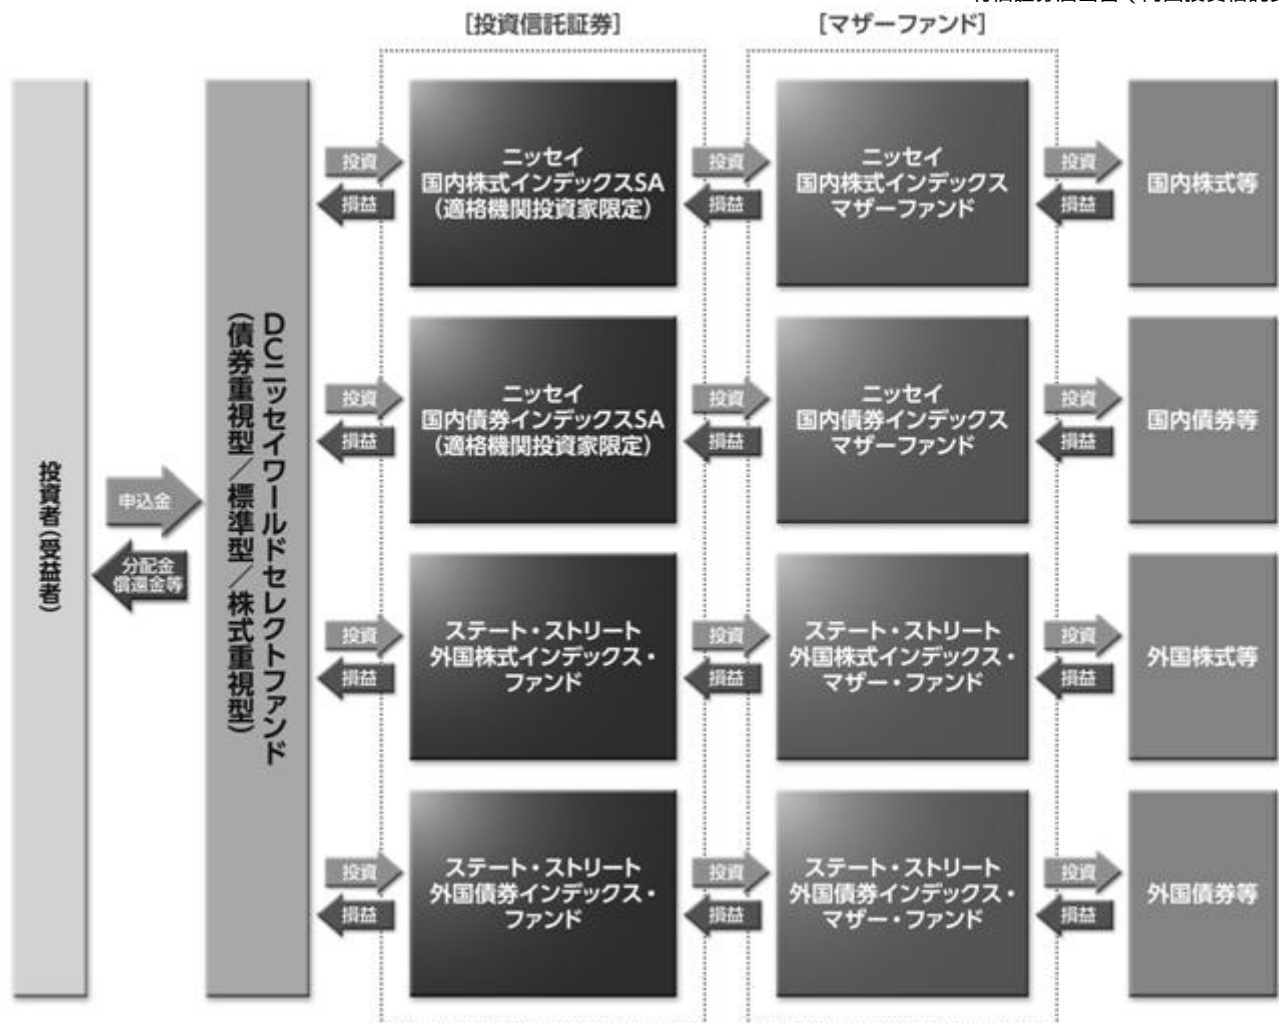 [投資信託証券]
[マザーファンド]
投資者(受益者)
申込金
分配金
償還金等
DCニッセイワールドセレクトファンド
(債券重視型/標準型/株式重視型)
投資
損益
ニッセイ
国内株式インデックスSA
(適格機関投資家限定)
投資
損益
ニッセイ
国内株式インデックス
マザーファンド
投資
損益
国内株式等
投資
損益
ニッセイ
国内債券インデックスSA
(適格機関投資家限定)
投資
損益
ニッセイ
国内債券インデックス
マザーファンド
投資
損益
国内債券等
投資
損益
ステート・ストリート
外国株式インデックス・
ファンド
投資
損益
ステート・ストリート
外国株式インデックス・
マザー・ファンド
投資
損益
外国株式等
投資
損益
ステート・ストリート
外国債券インデックス・
ファンド
投資
損益
ステート・ストリート
外国債券インデックス・
マザー・ファンド
投資
損益
外国債券等